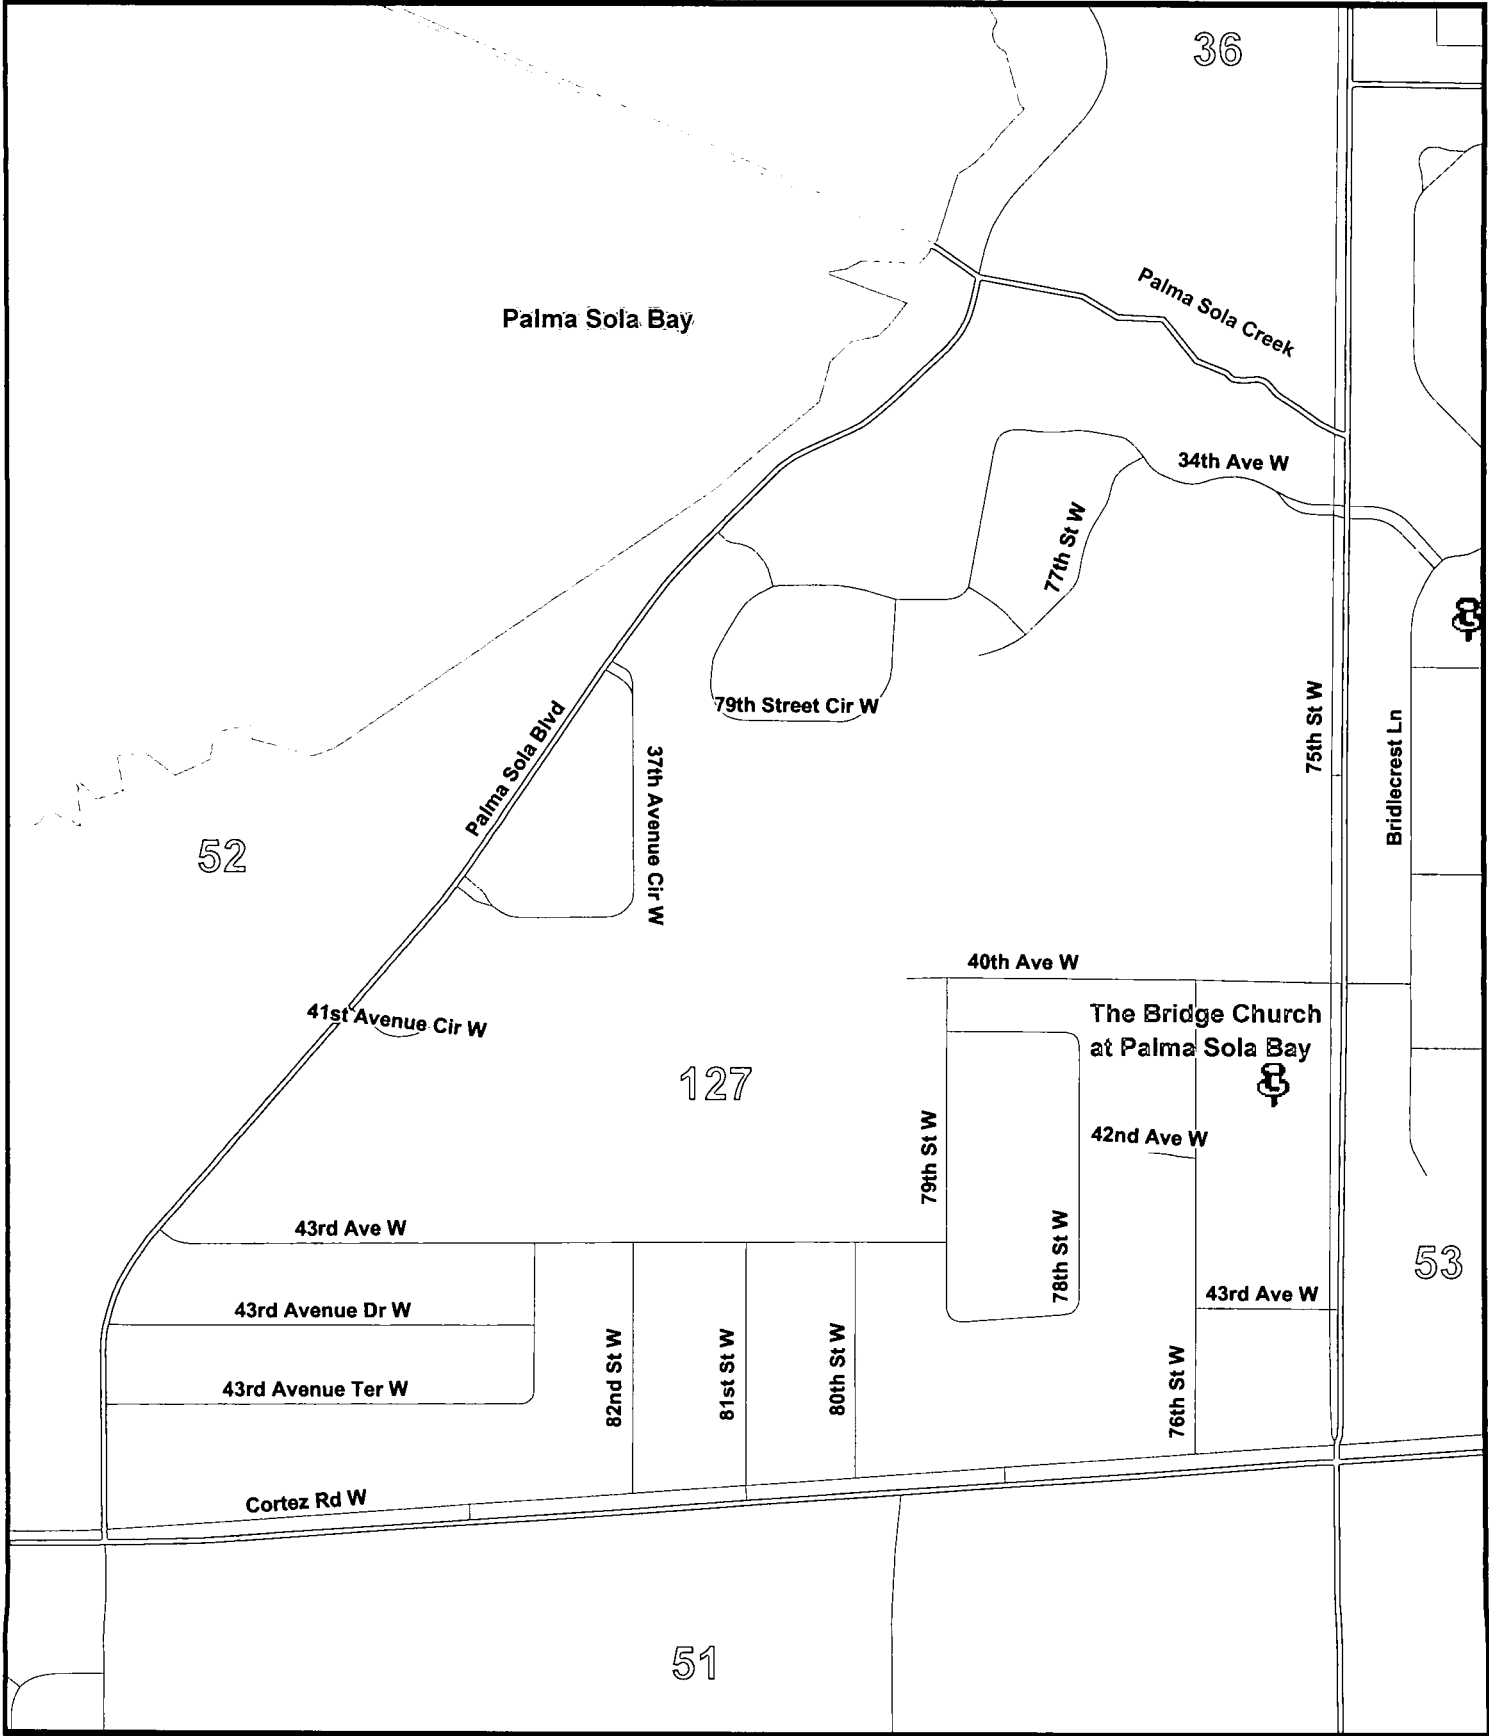 36
Palma Sola Bay
Palma Sola Creek
34th Ave W
77th St W
79th Street Cir W
75th St W
Bridlecrest Ln
Palma Sola Blvd
37th Avenue Cir W
52
40th Ave W
The Bridge Church
at Palma Sola Bay
41st Avenue Cir W
127
42nd Ave W
79th St W
78th St W
43rd Ave W
53
43rd Ave W
43rd Avenue Dr W
82nd St W
81st St W
80th St W
76th St W
43rd Avenue Ter W
Cortez Rd W
51